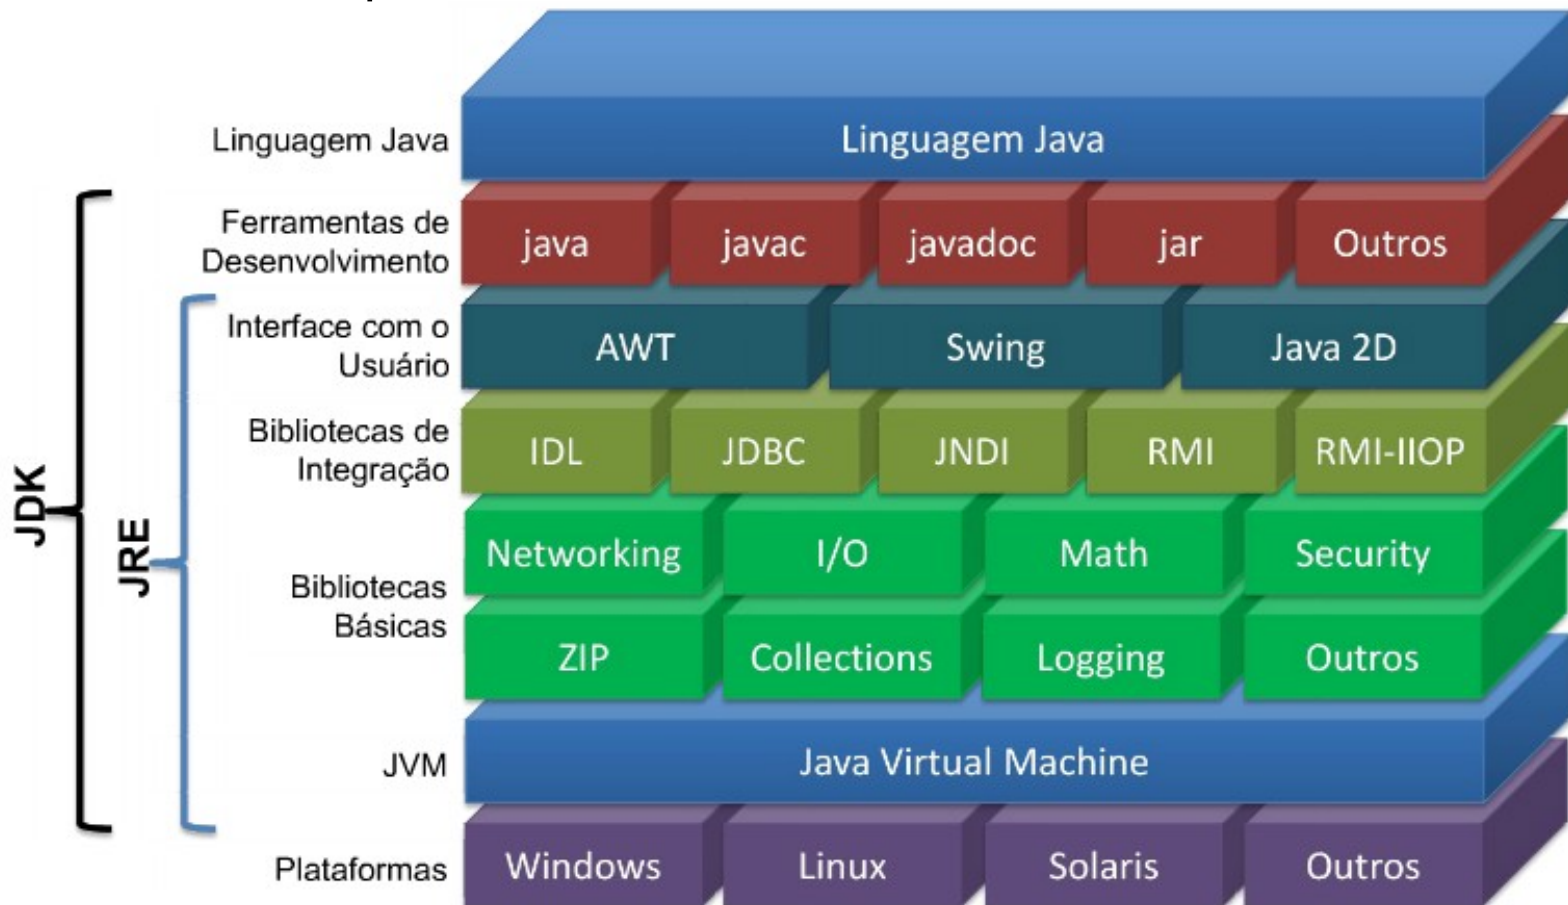 Linguagem Java
Linguagem Java
Ferramentas de
Desenvolvimento
java
javac
javadoc
jar
Outros
Interface com o
Usuário
AWT
Swing
Java 2D
Bibliotecas de
Integração
IDL
JDBC
JNDI
RMI
RMI-IIOP
JDK
JRE
Bibliotecas
Básicas
Networking
I/O
Math
Security
ZIP
Collections
Logging
Outros
JVM
Java Virtual Machine
Plataformas
Windows
Linux
Solaris
Outros